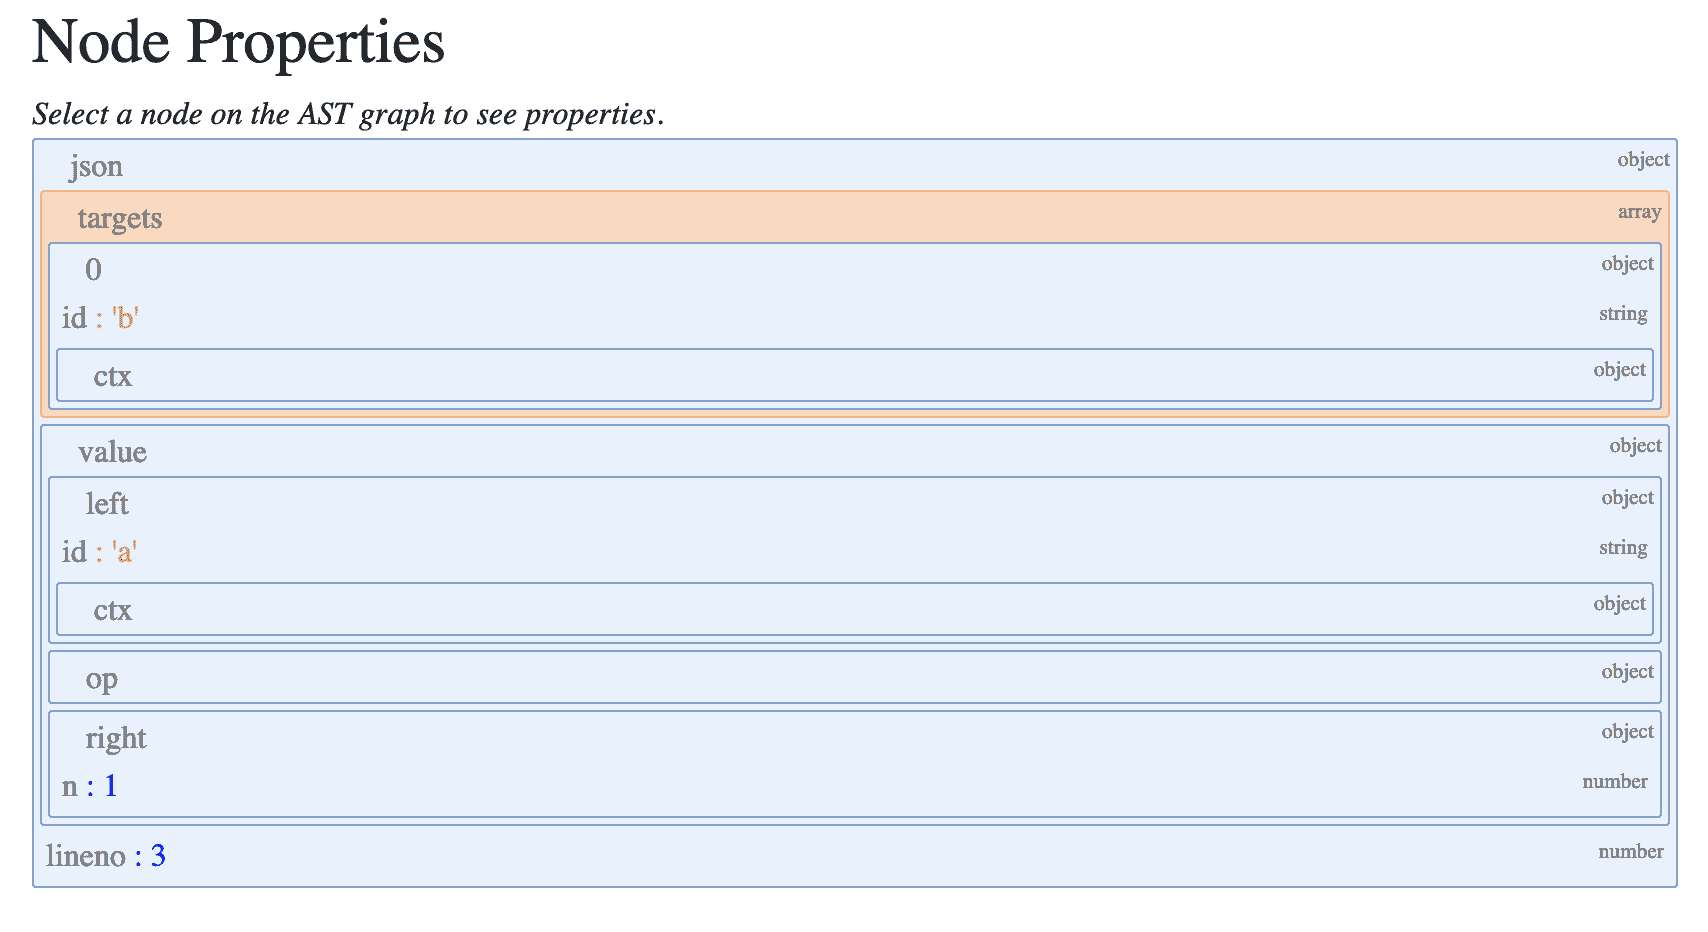 Node Properties
Select a node on the AST graph to see properties.
json object
targets array
0 object
id : 'b' string
ctx object
value object
left object
id : 'a' string
ctx object
op object
right object
n : 1 number
lineno : 3 number